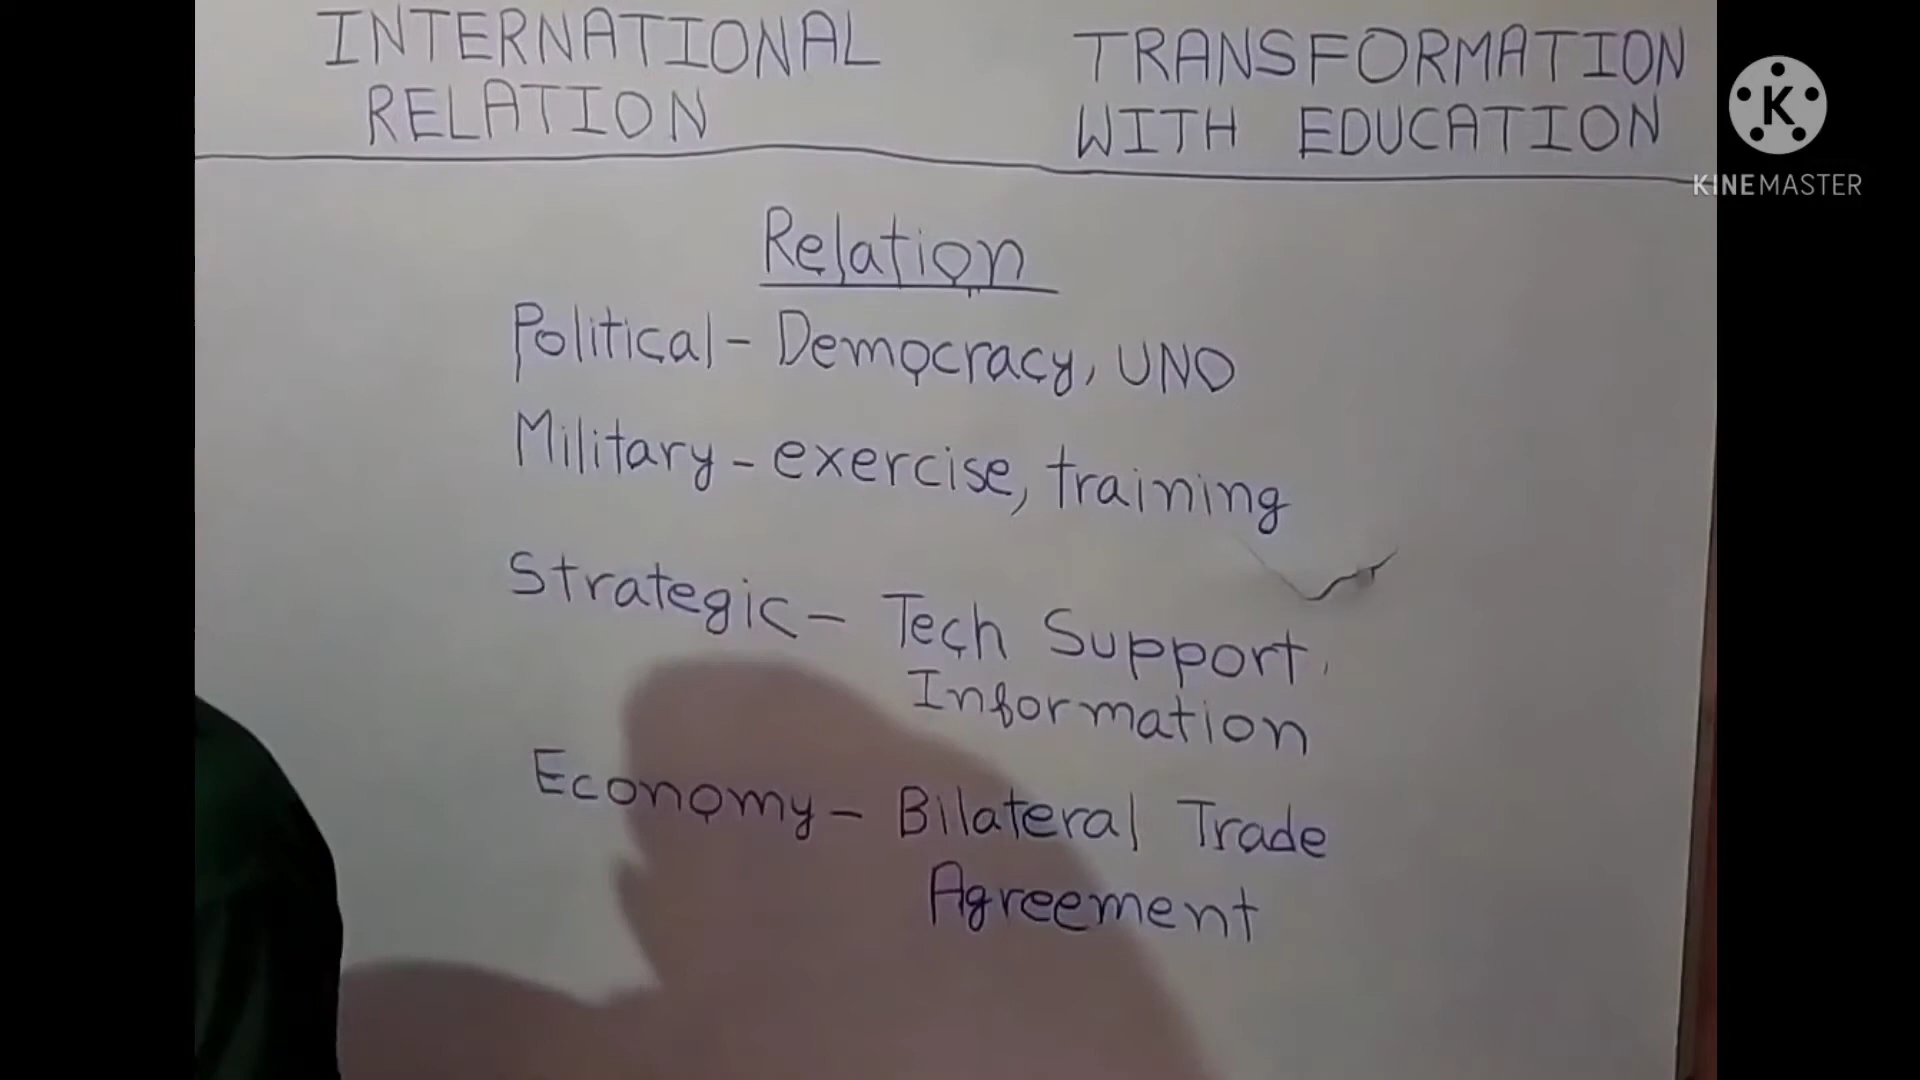 INTERNATIONAL
RELATION
TRANSFORMATION
WITH EDUCATION
K
KINEMASTER
Relation
Political - Democracy, UNO
Military - exercise, training
Strategic - Tech Support,
Information
Economy - Bilateral Trade
Agreement